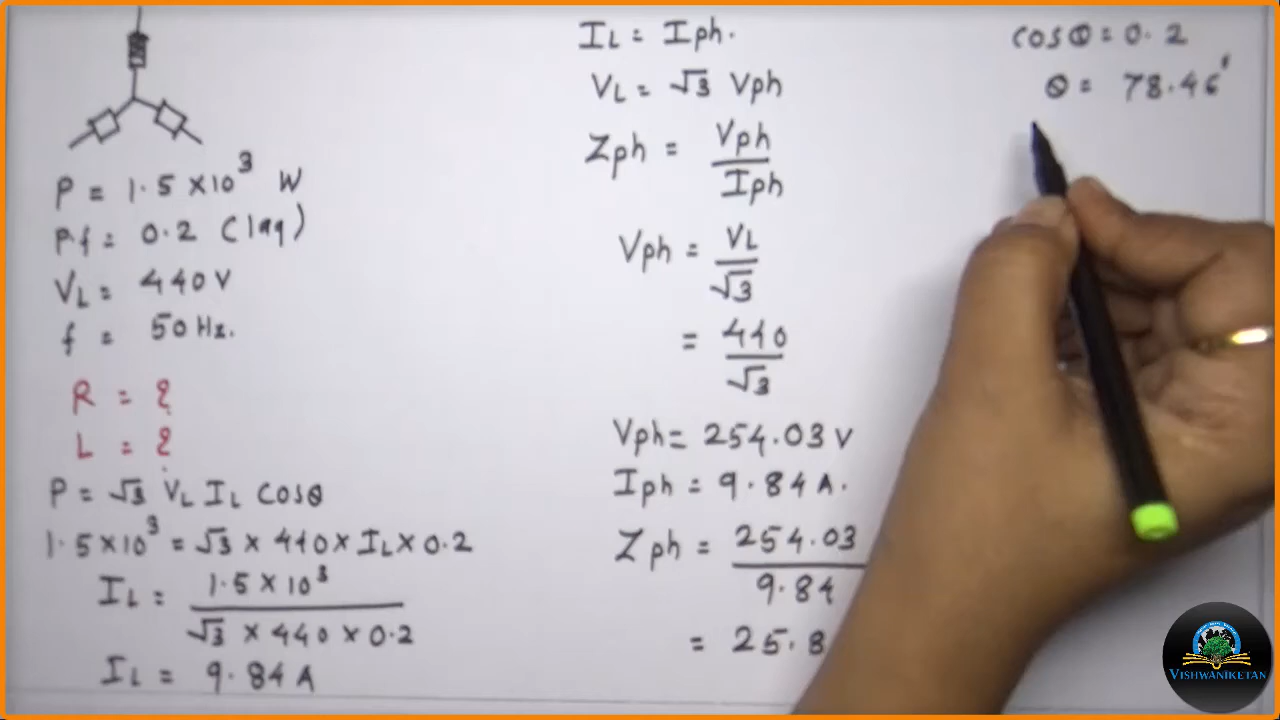 P = 1.5 × 10³ W
Pf = 0.2 (lag)
VL = 440 V
f = 50 Hz.
R = ?
L = ?
P = √3 VL IL cosθ
1.5 × 10³ = √3 × 440 × IL × 0.2
IL = 1.5 × 10³ / √3 × 440 × 0.2
IL = 9.84 A
IL = Iph.
VL = √3 Vph
Zph = Vph / Iph
Vph = VL / √3
= 440 / √3
Vph = 254.03 V
Iph = 9.84 A.
Zph = 254.03 / 9.84
= 25.8
cosθ = 0.2
θ = 78.46°
VISHWANIKETAN